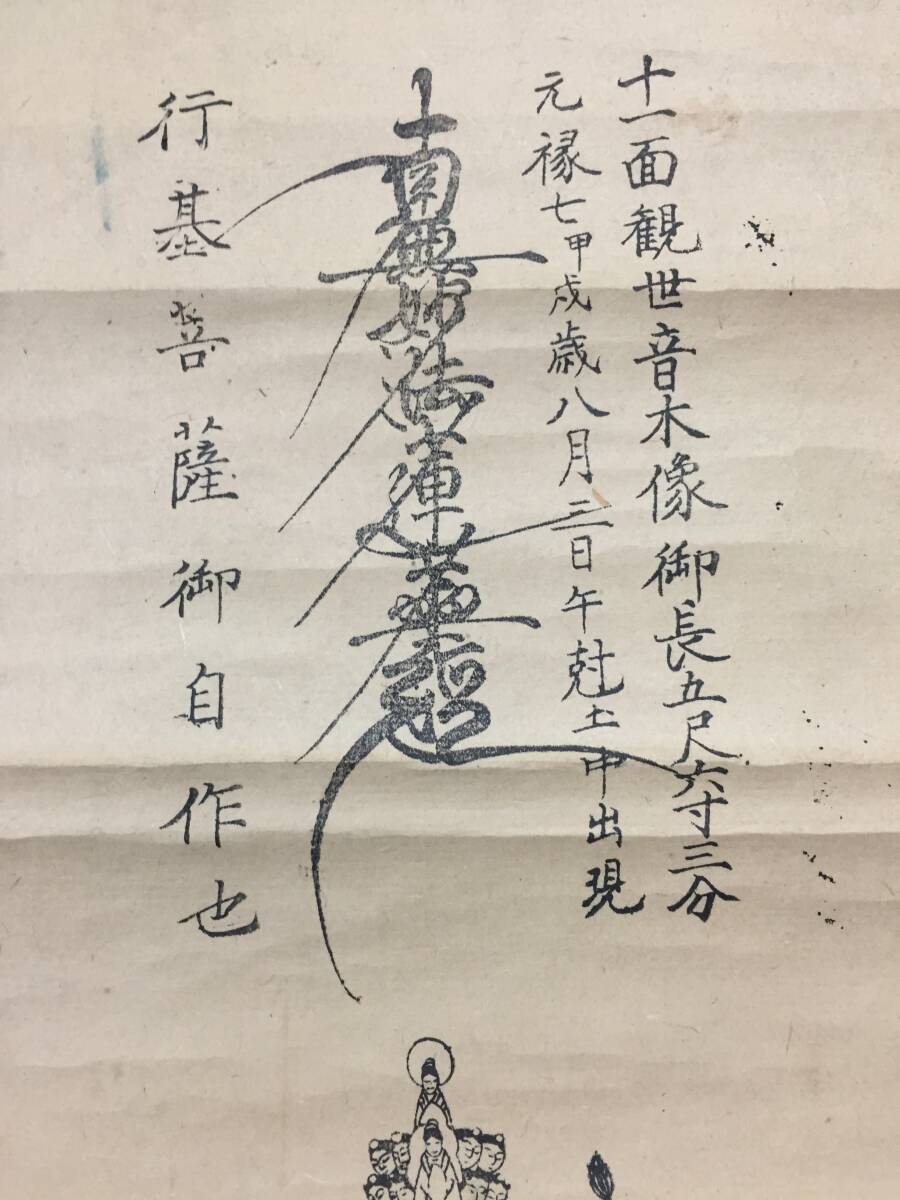 十一面観世音木像御長五尺六寸三分
元禄七甲戌歳八月三日午尅土中出現
南無妙法蓮華経
行基菩薩御自作也